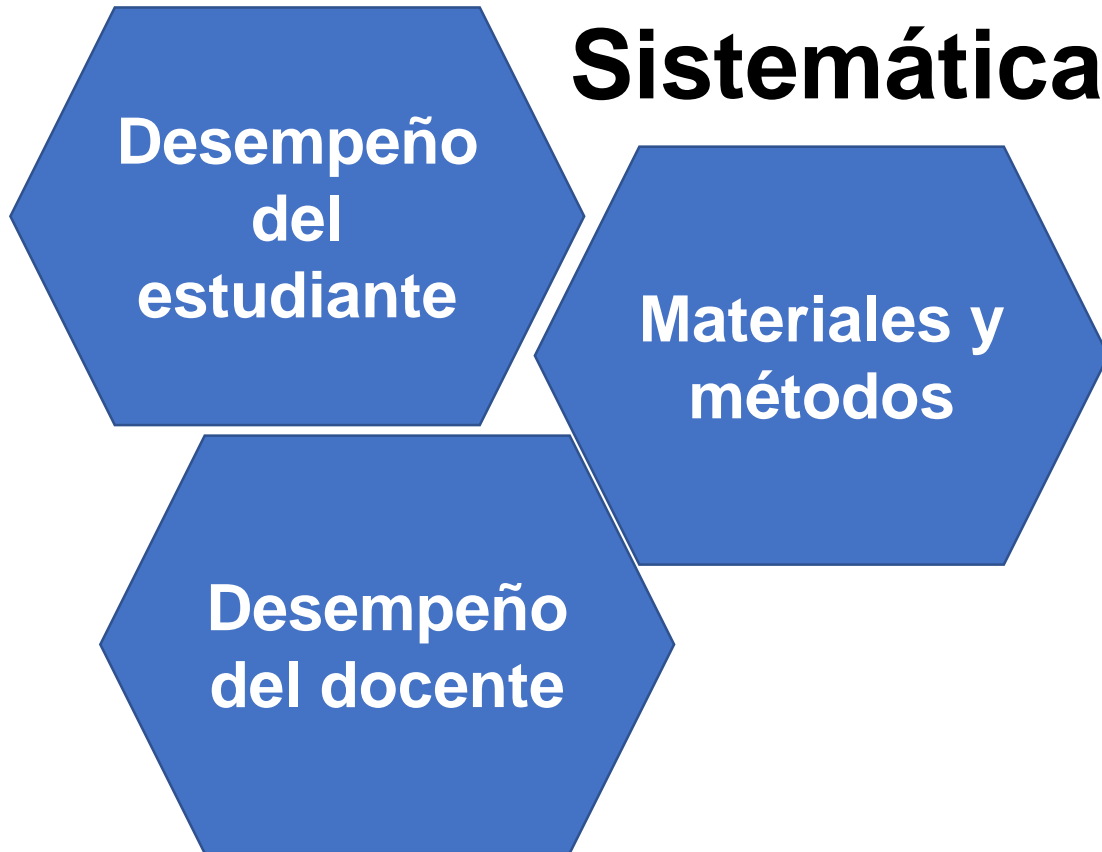 Sistemática
Desempeño
del
estudiante
Materiales y
métodos
Desempeño
del docente